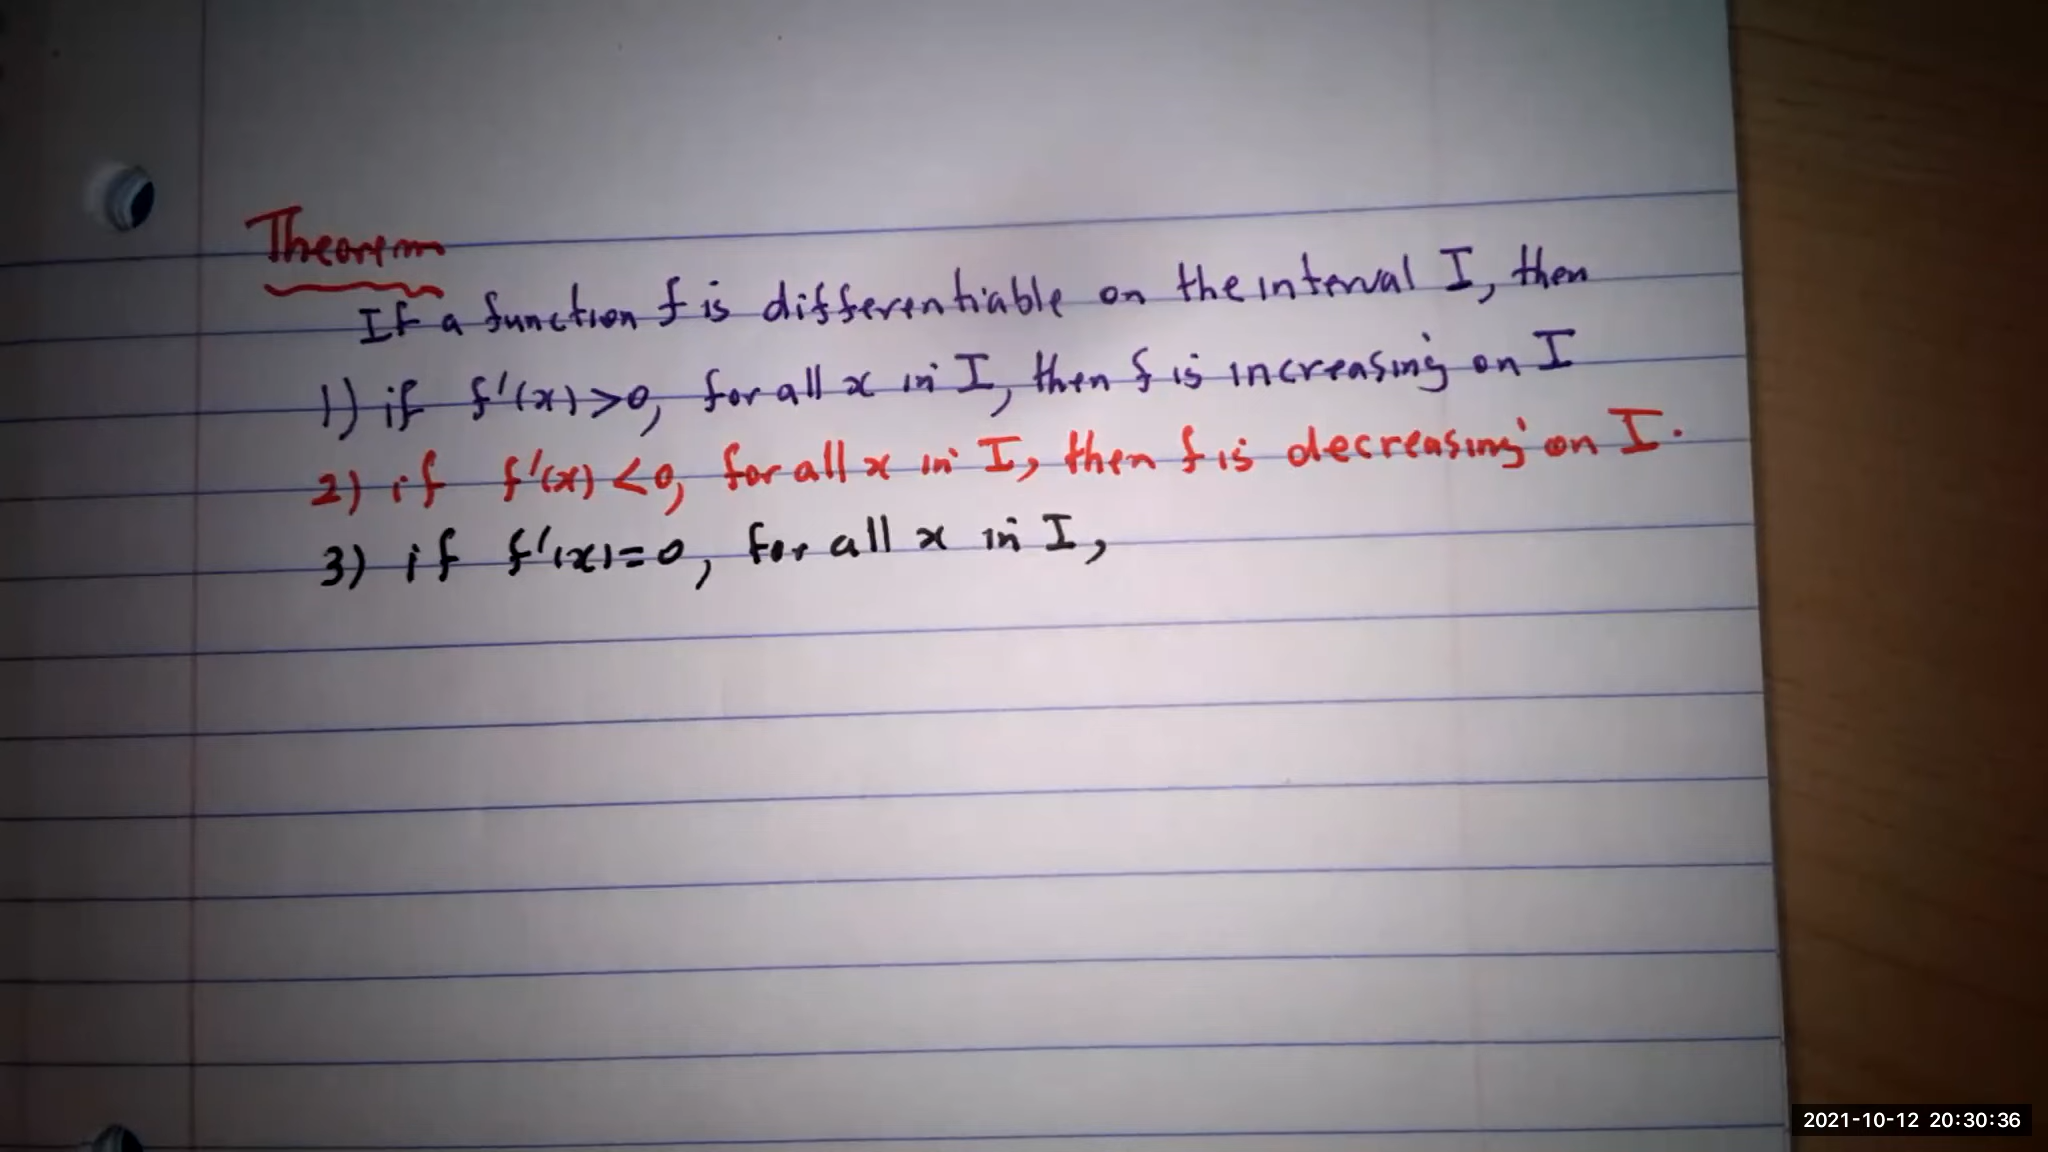 Theorem
If a function f is differentiable on the interval I, then
1) if f'(x)>0, for all x in I, then f is increasing on I
2) if f'(x)<0, for all x in I, then f is decreasing on I.
3) if f'(x)=0, for all x in I,
2021-10-12 20:30:36